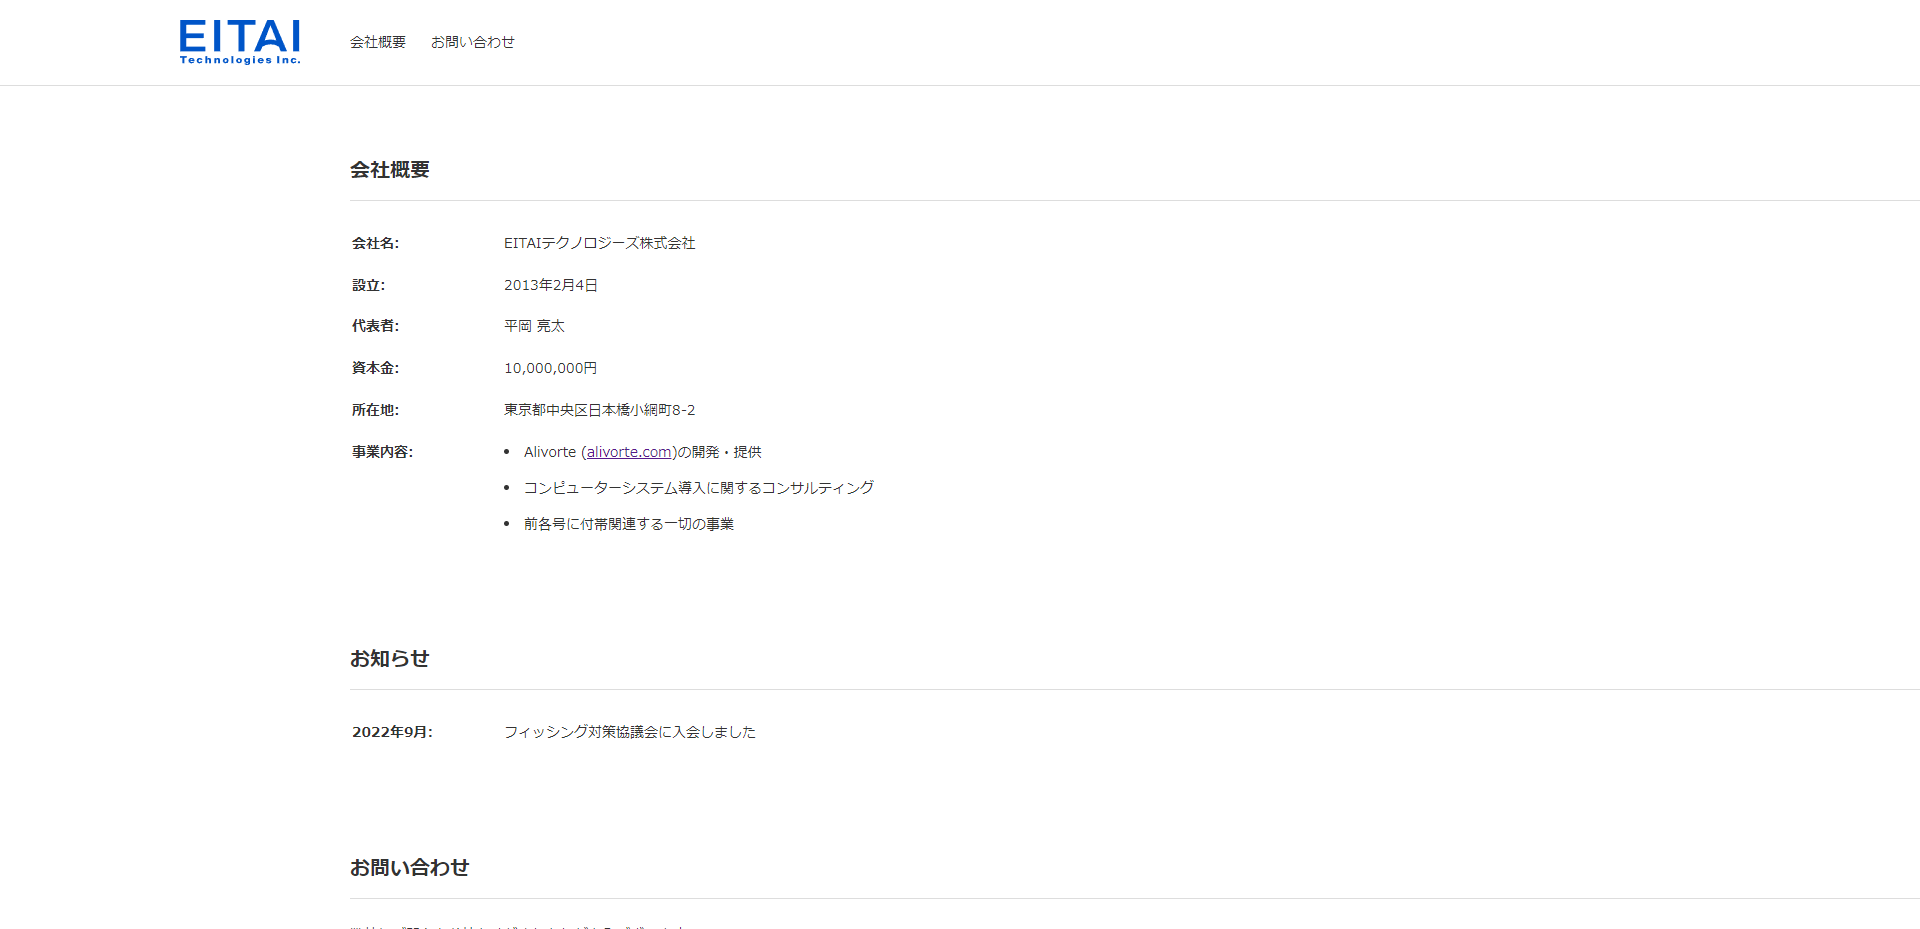 EITAI
Technologies Inc.
会社概要 お問い合わせ
会社概要
会社名: EITAIテクノロジーズ株式会社
設立: 2013年2月4日
代表者: 平岡 亮太
資本金: 10,000,000円
所在地: 東京都中央区日本橋小網町8-2
事業内容: • Alivorte (alivorte.com)の開発・提供
• コンピューターシステム導入に関するコンサルティング
• 前各号に付帯関連する一切の事業
お知らせ
2022年9月: フィッシング対策協議会に入会しました
お問い合わせ